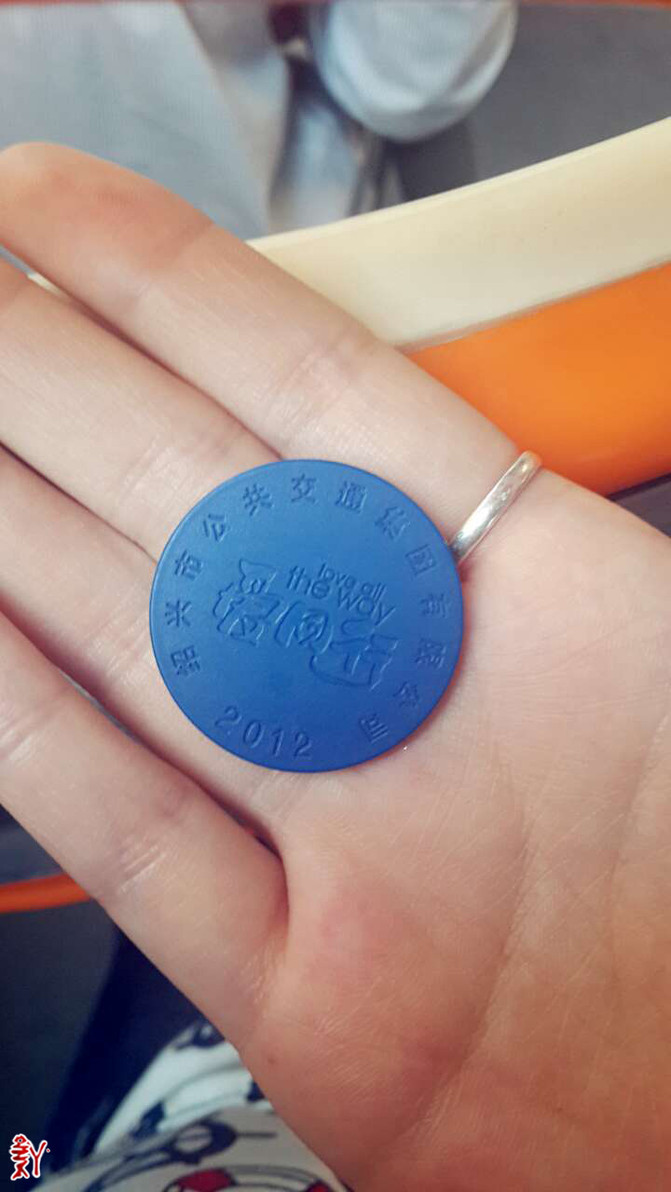 绍兴市公共交通集团有限公司
love all
the way
2012